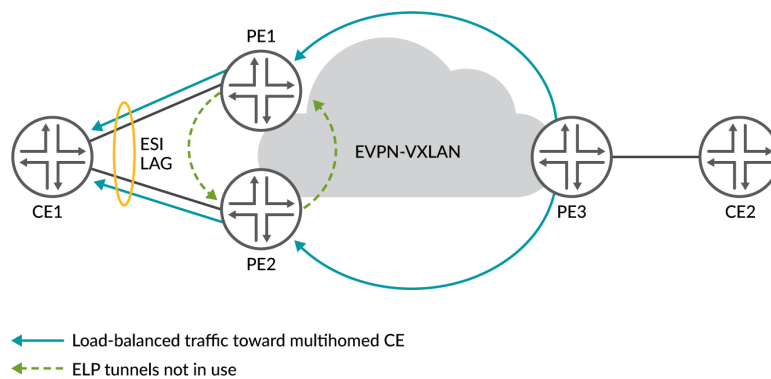 PE1
ESI
LAG
EVPN-VXLAN
CE1
PE2
PE3
CE2
Load-balanced traffic toward multihomed CE
ELP tunnels not in use